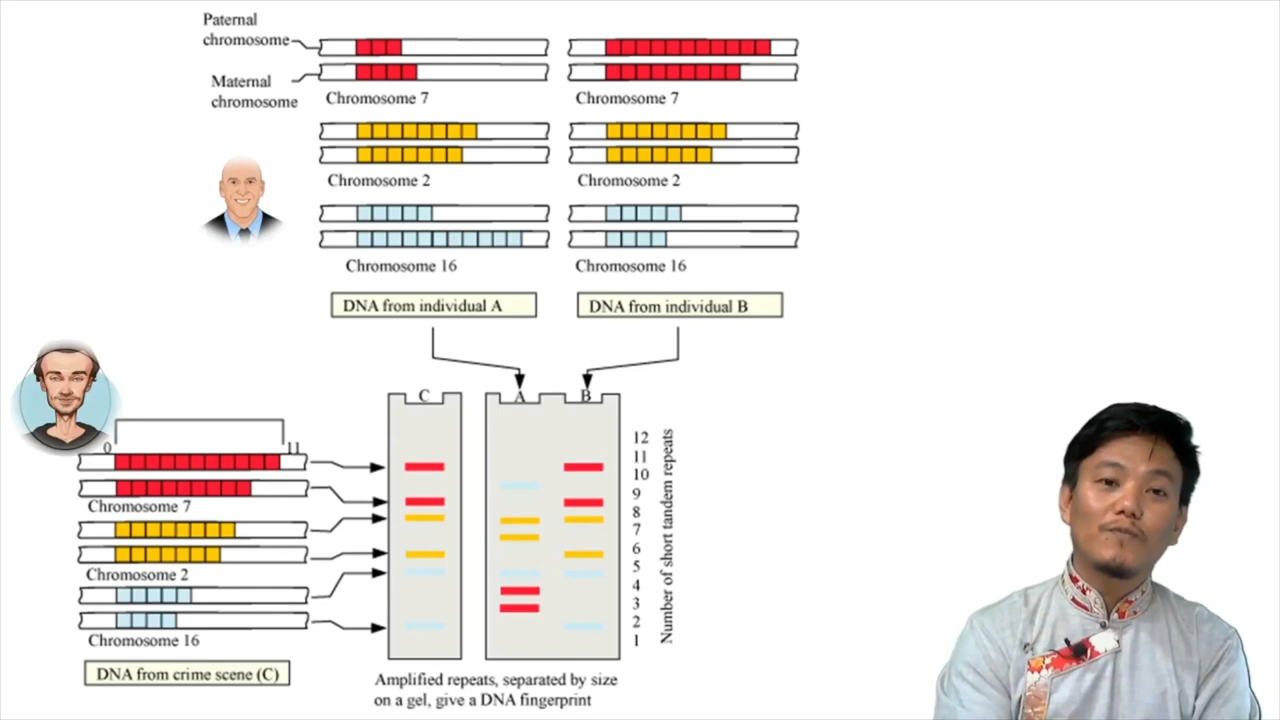 Paternal
chromosome
Maternal
chromosome
Chromosome 7
Chromosome 7
Chromosome 2
Chromosome 2
Chromosome 16
Chromosome 16
DNA from individual A
DNA from individual B
C
A
B
0
11
Chromosome 7
Chromosome 2
Chromosome 16
DNA from crime scene (C)
12
11
10
9
8
7
6
5
4
3
2
1
Number of short tandem repeats
Amplified repeats, separated by size
on a gel, give a DNA fingerprint